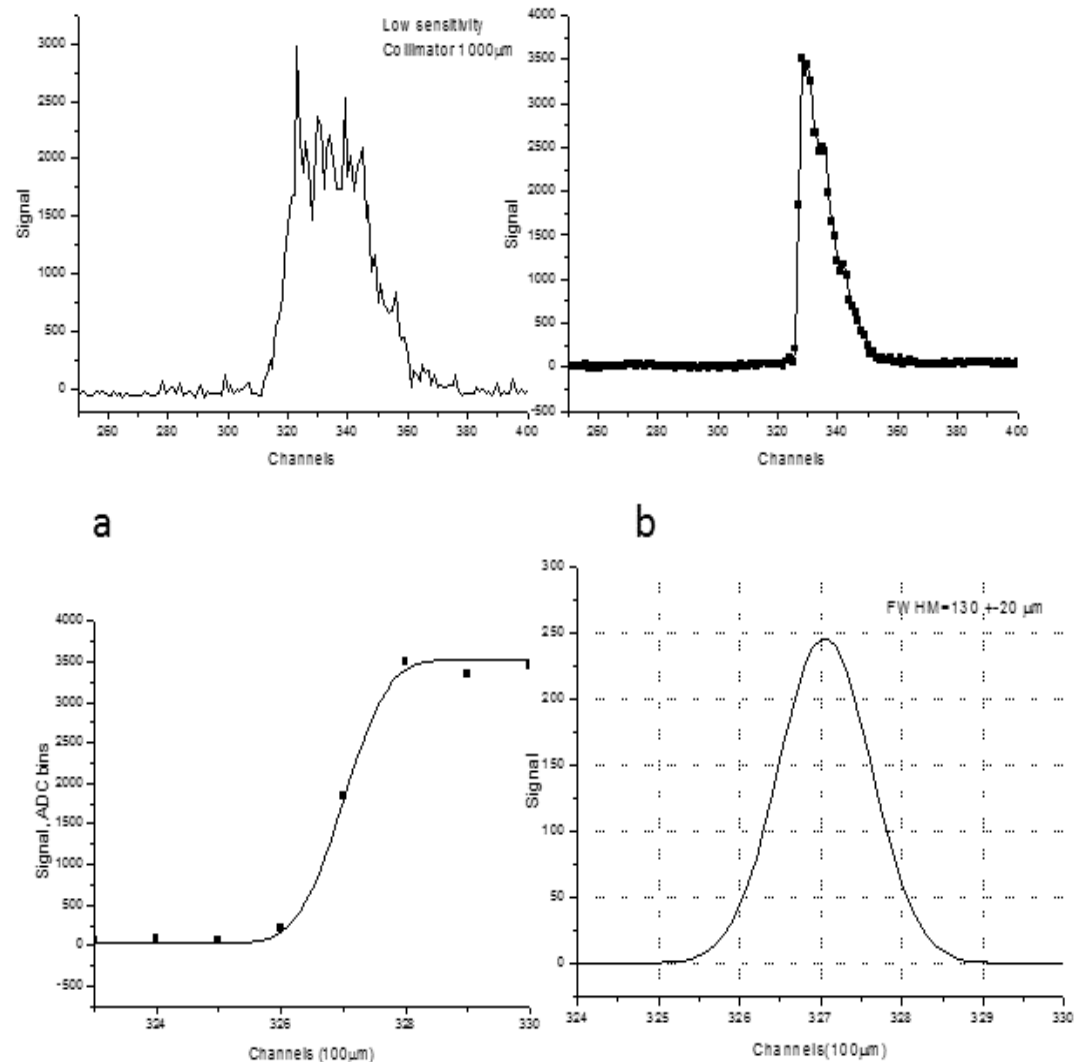 Low sensitivity
Collimator 1000µm
3000
2500
2000
1500
1000
500
0
Signal
260 280 300 320 340 360 380 400
Channels
4000
3500
3000
2500
2000
1500
1000
500
0
-500
Signal
260 280 300 320 340 360 380 400
Channels
a
b
4000
3500
3000
2500
2000
1500
1000
500
0
-500
Signal, ADC bins
324 326 328 330
Channels (100µm)
300
250
200
150
100
50
0
Signal
FWHM=130 +-20 µm
324 325 326 327 328 329 330
Channels(100µm)